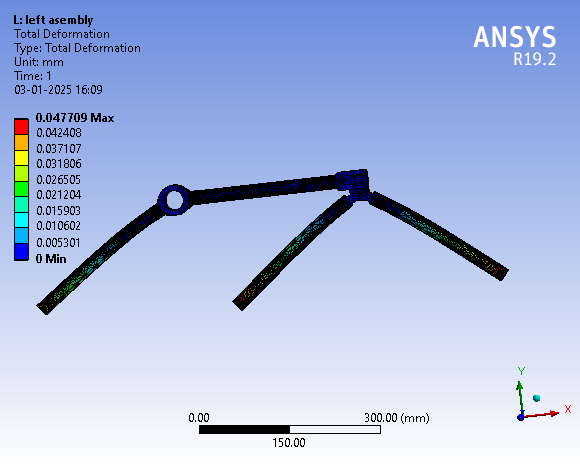 L: left asembly
Total Deformation
Type: Total Deformation
Unit: mm
Time: 1
03-01-2025 16:09
ANSYS
R19.2
0.047709 Max
0.042408
0.037107
0.031806
0.026505
0.021204
0.015903
0.010602
0.005301
0 Min
Y
X
0.00 300.00 (mm)
150.00